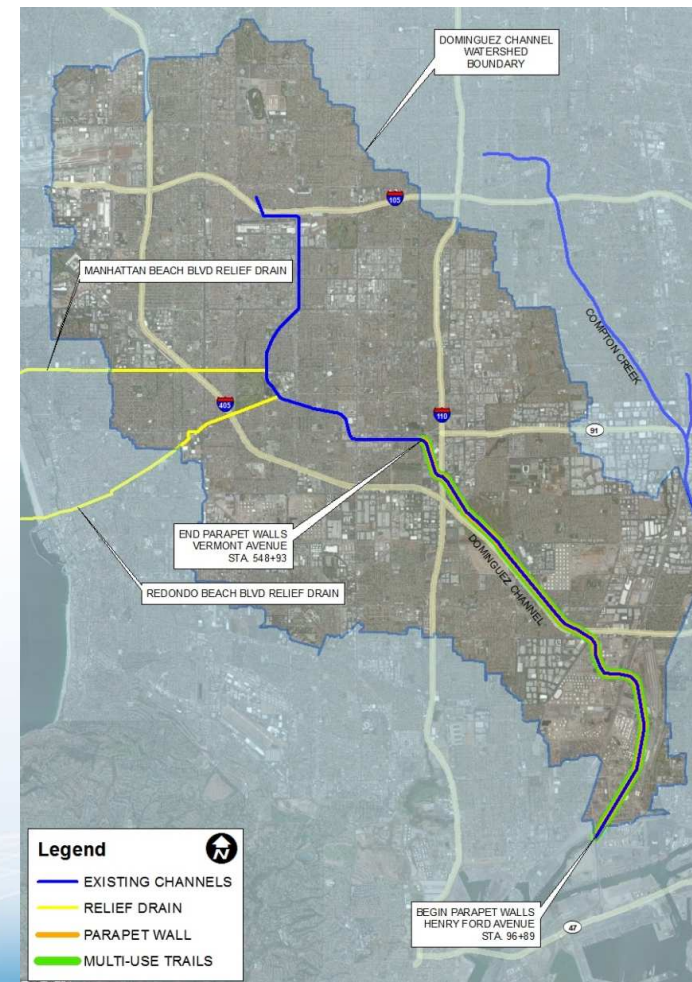 DOMINGUEZ CHANNEL
WATERSHED
BOUNDARY
105
MANHATTAN BEACH BLVD RELIEF DRAIN
COMPTON CREEK
405
110
91
END PARAPET WALLS
VERMONT AVENUE
STA. 548+93
DOMINGUEZ CHANNEL
REDONDO BEACH BLVD RELIEF DRAIN
Legend
N
EXISTING CHANNELS
RELIEF DRAIN
PARAPET WALL
MULTI-USE TRAILS
BEGIN PARAPET WALLS
HENRY FORD AVENUE
STA. 96+89
47